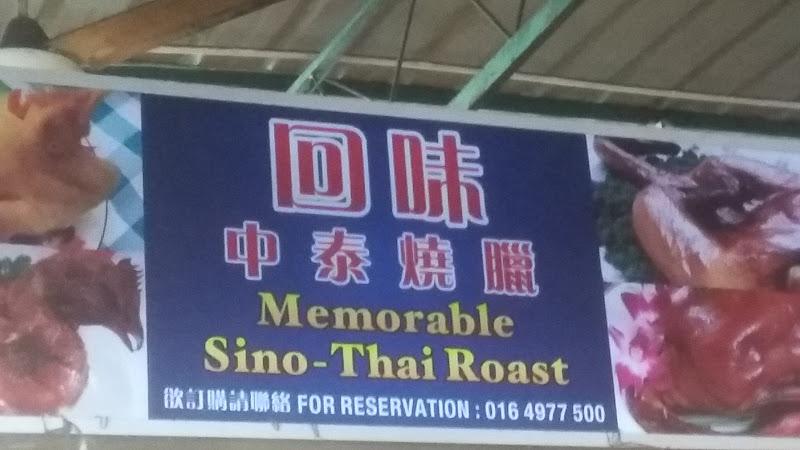 回味
中泰燒臘
Memorable
Sino-Thai Roast
欲訂購請聯絡 FOR RESERVATION : 016 4977 500